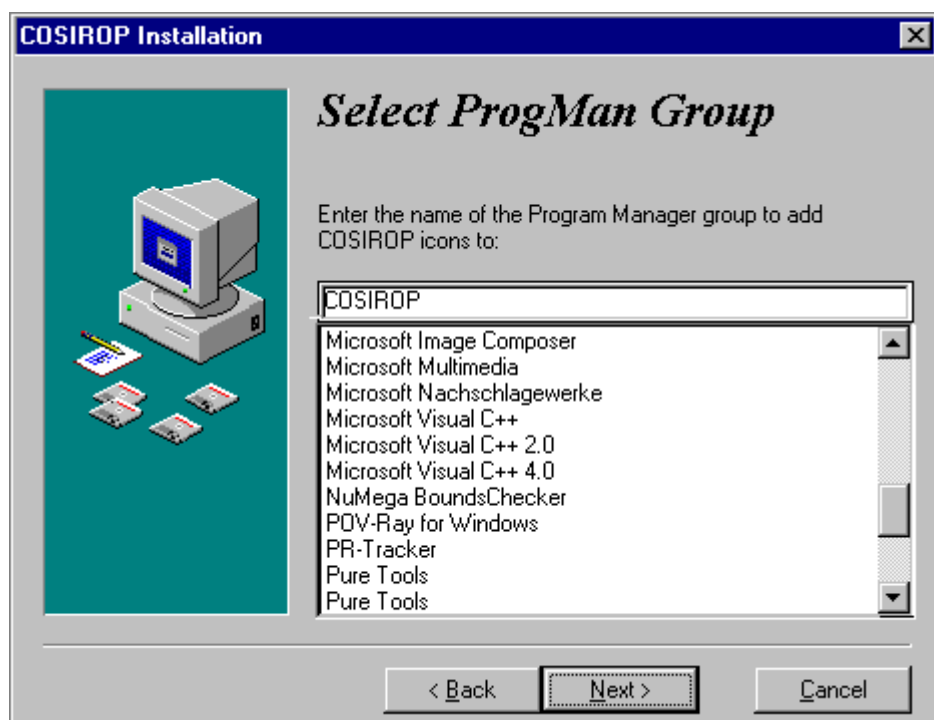 COSIROP Installation
Select ProgMan Group
Enter the name of the Program Manager group to add
COSIROP icons to:
COSIROP
Microsoft Image Composer
Microsoft Multimedia
Microsoft Nachschlagewerke
Microsoft Visual C++
Microsoft Visual C++ 2.0
Microsoft Visual C++ 4.0
NuMega BoundsChecker
POV-Ray for Windows
PR-Tracker
Pure Tools
Pure Tools
< Back
Next >
Cancel